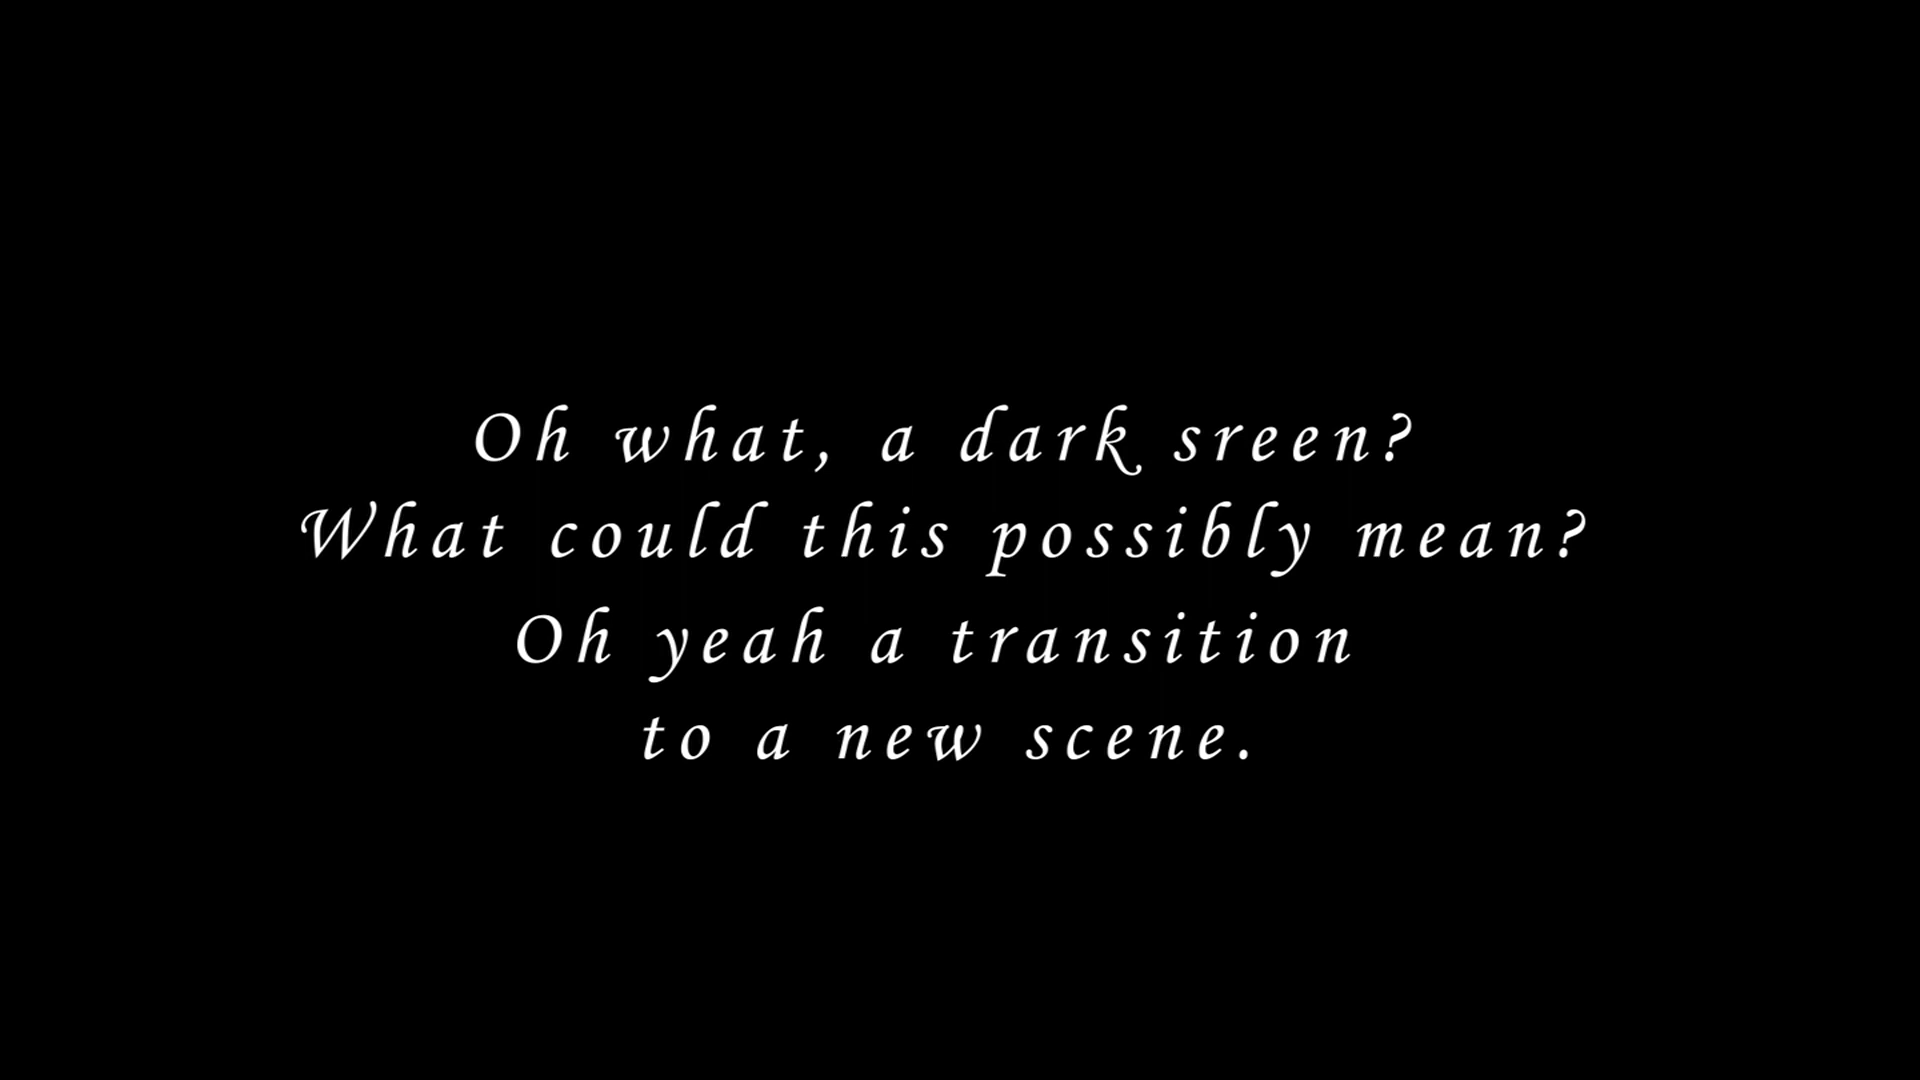 Oh what, a dark sreen?
What could this possibly mean?
Oh yeah a transition
to a new scene.